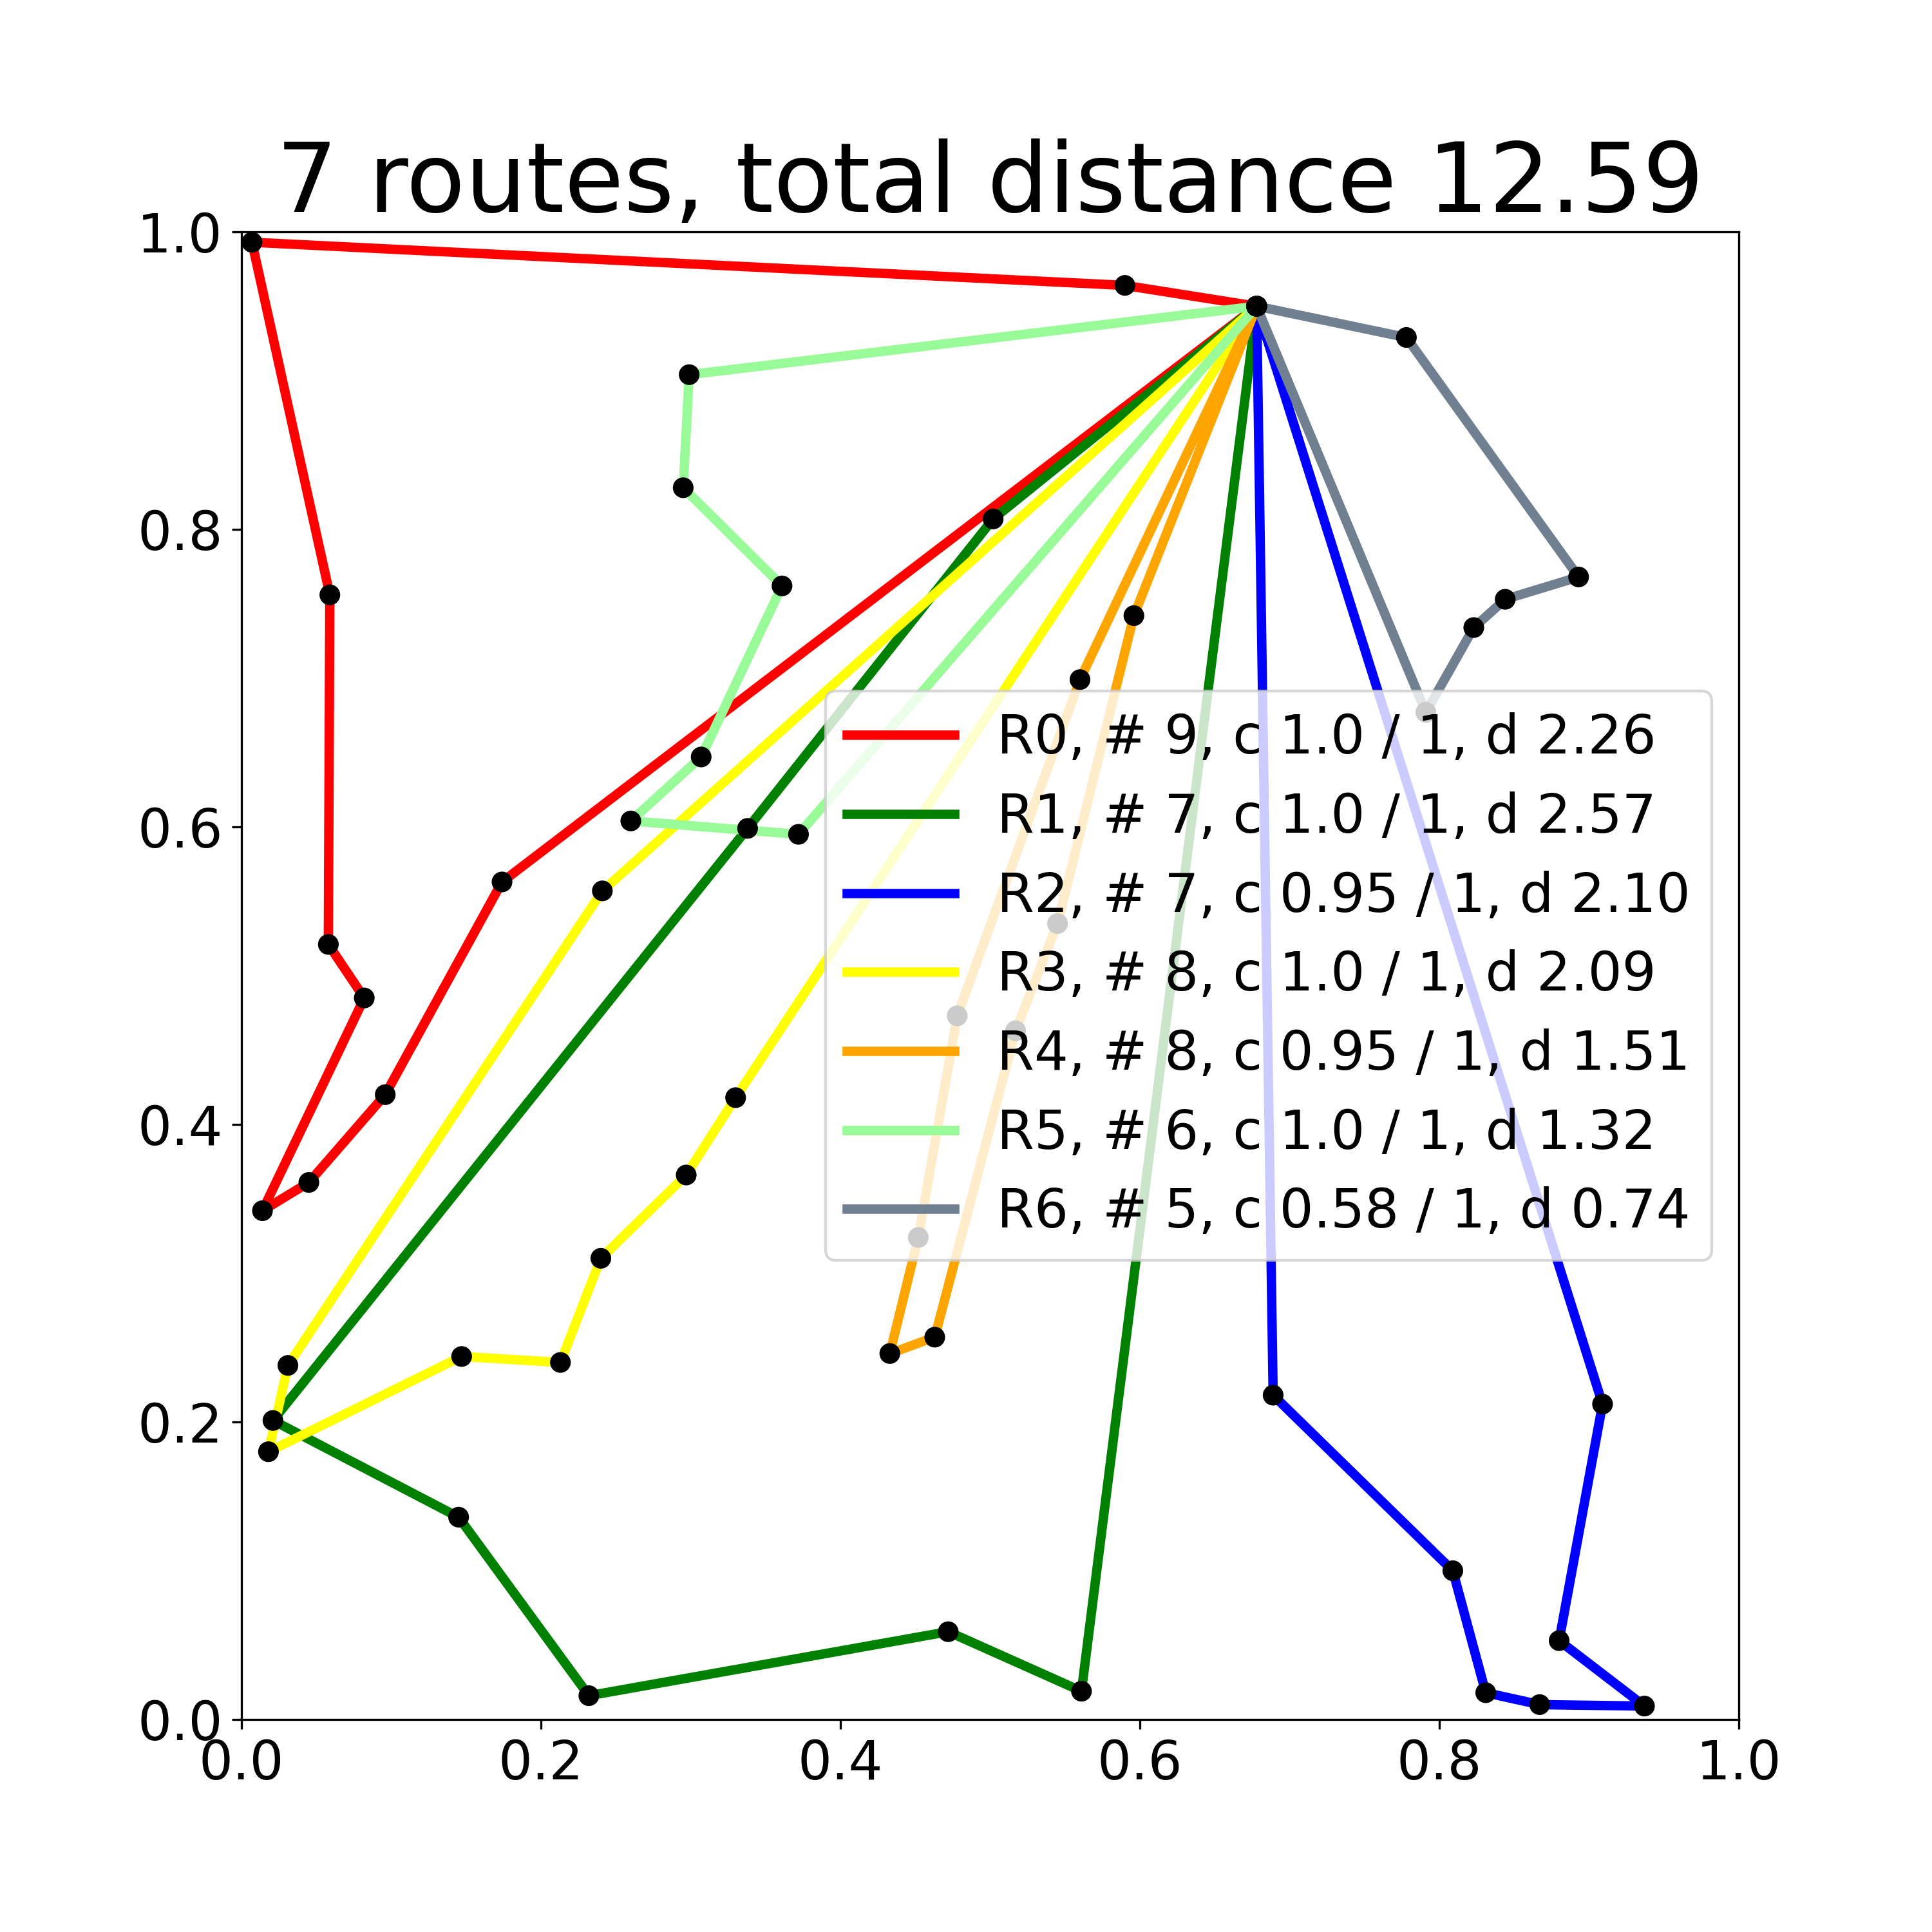 7 routes, total distance 12.59
1.0
0.8
0.6
0.4
0.2
0.0
0.0 0.2 0.4 0.6 0.8 1.0
R0, # 9, c 1.0 / 1, d 2.26
R1, # 7, c 1.0 / 1, d 2.57
R2, # 7, c 0.95 / 1, d 2.10
R3, # 8, c 1.0 / 1, d 2.09
R4, # 8, c 0.95 / 1, d 1.51
R5, # 6, c 1.0 / 1, d 1.32
R6, # 5, c 0.58 / 1, d 0.74